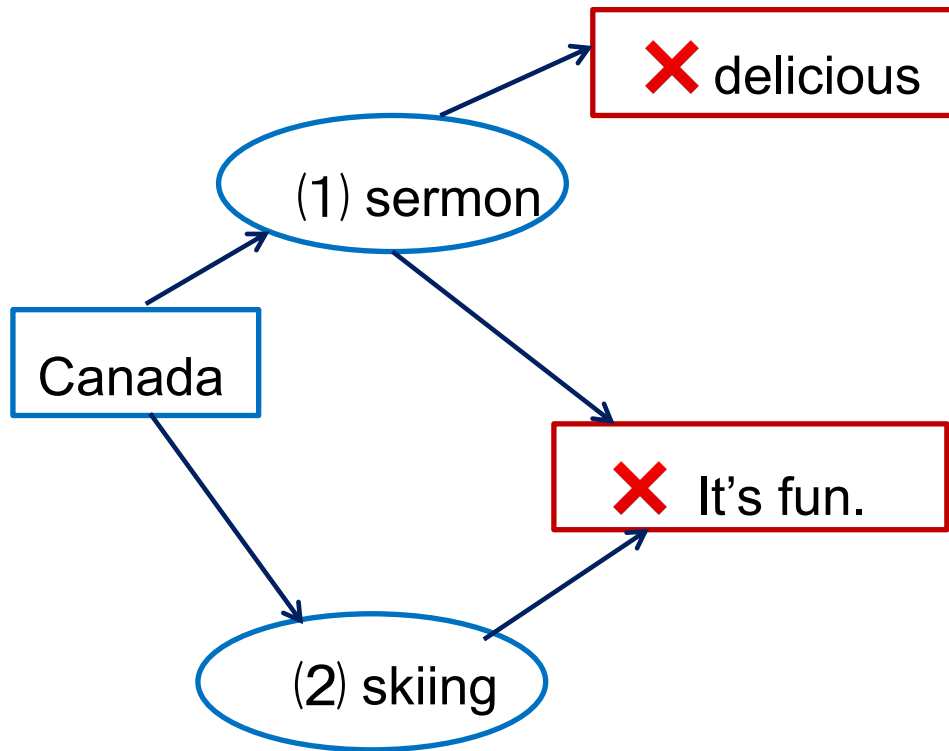 ❌ delicious
⑴ sermon
Canada
❌ It’s fun.
⑵ skiing